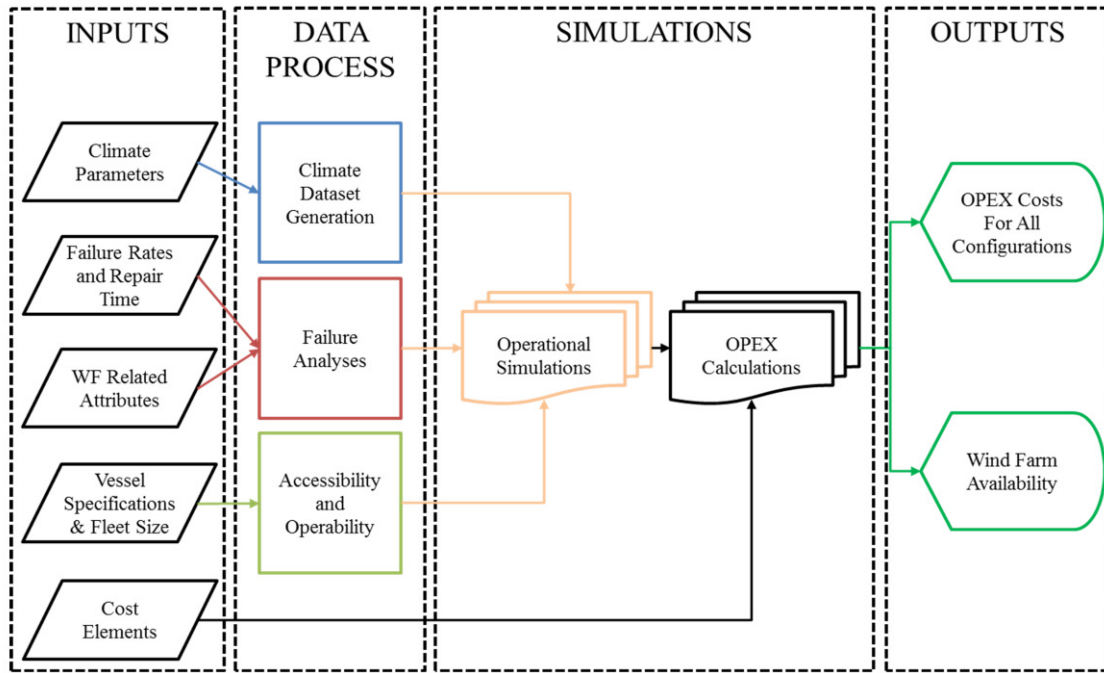 INPUTS
DATA
PROCESS
SIMULATIONS
OUTPUTS
Climate
Parameters
Failure Rates
and Repair
Time
WF Related
Attributes
Vessel
Specifications
& Fleet Size
Cost
Elements
Climate
Dataset
Generation
Failure
Analyses
Accessibility
and
Operability
Operational
Simulations
OPEX
Calculations
OPEX Costs
For All
Configurations
Wind Farm
Availability